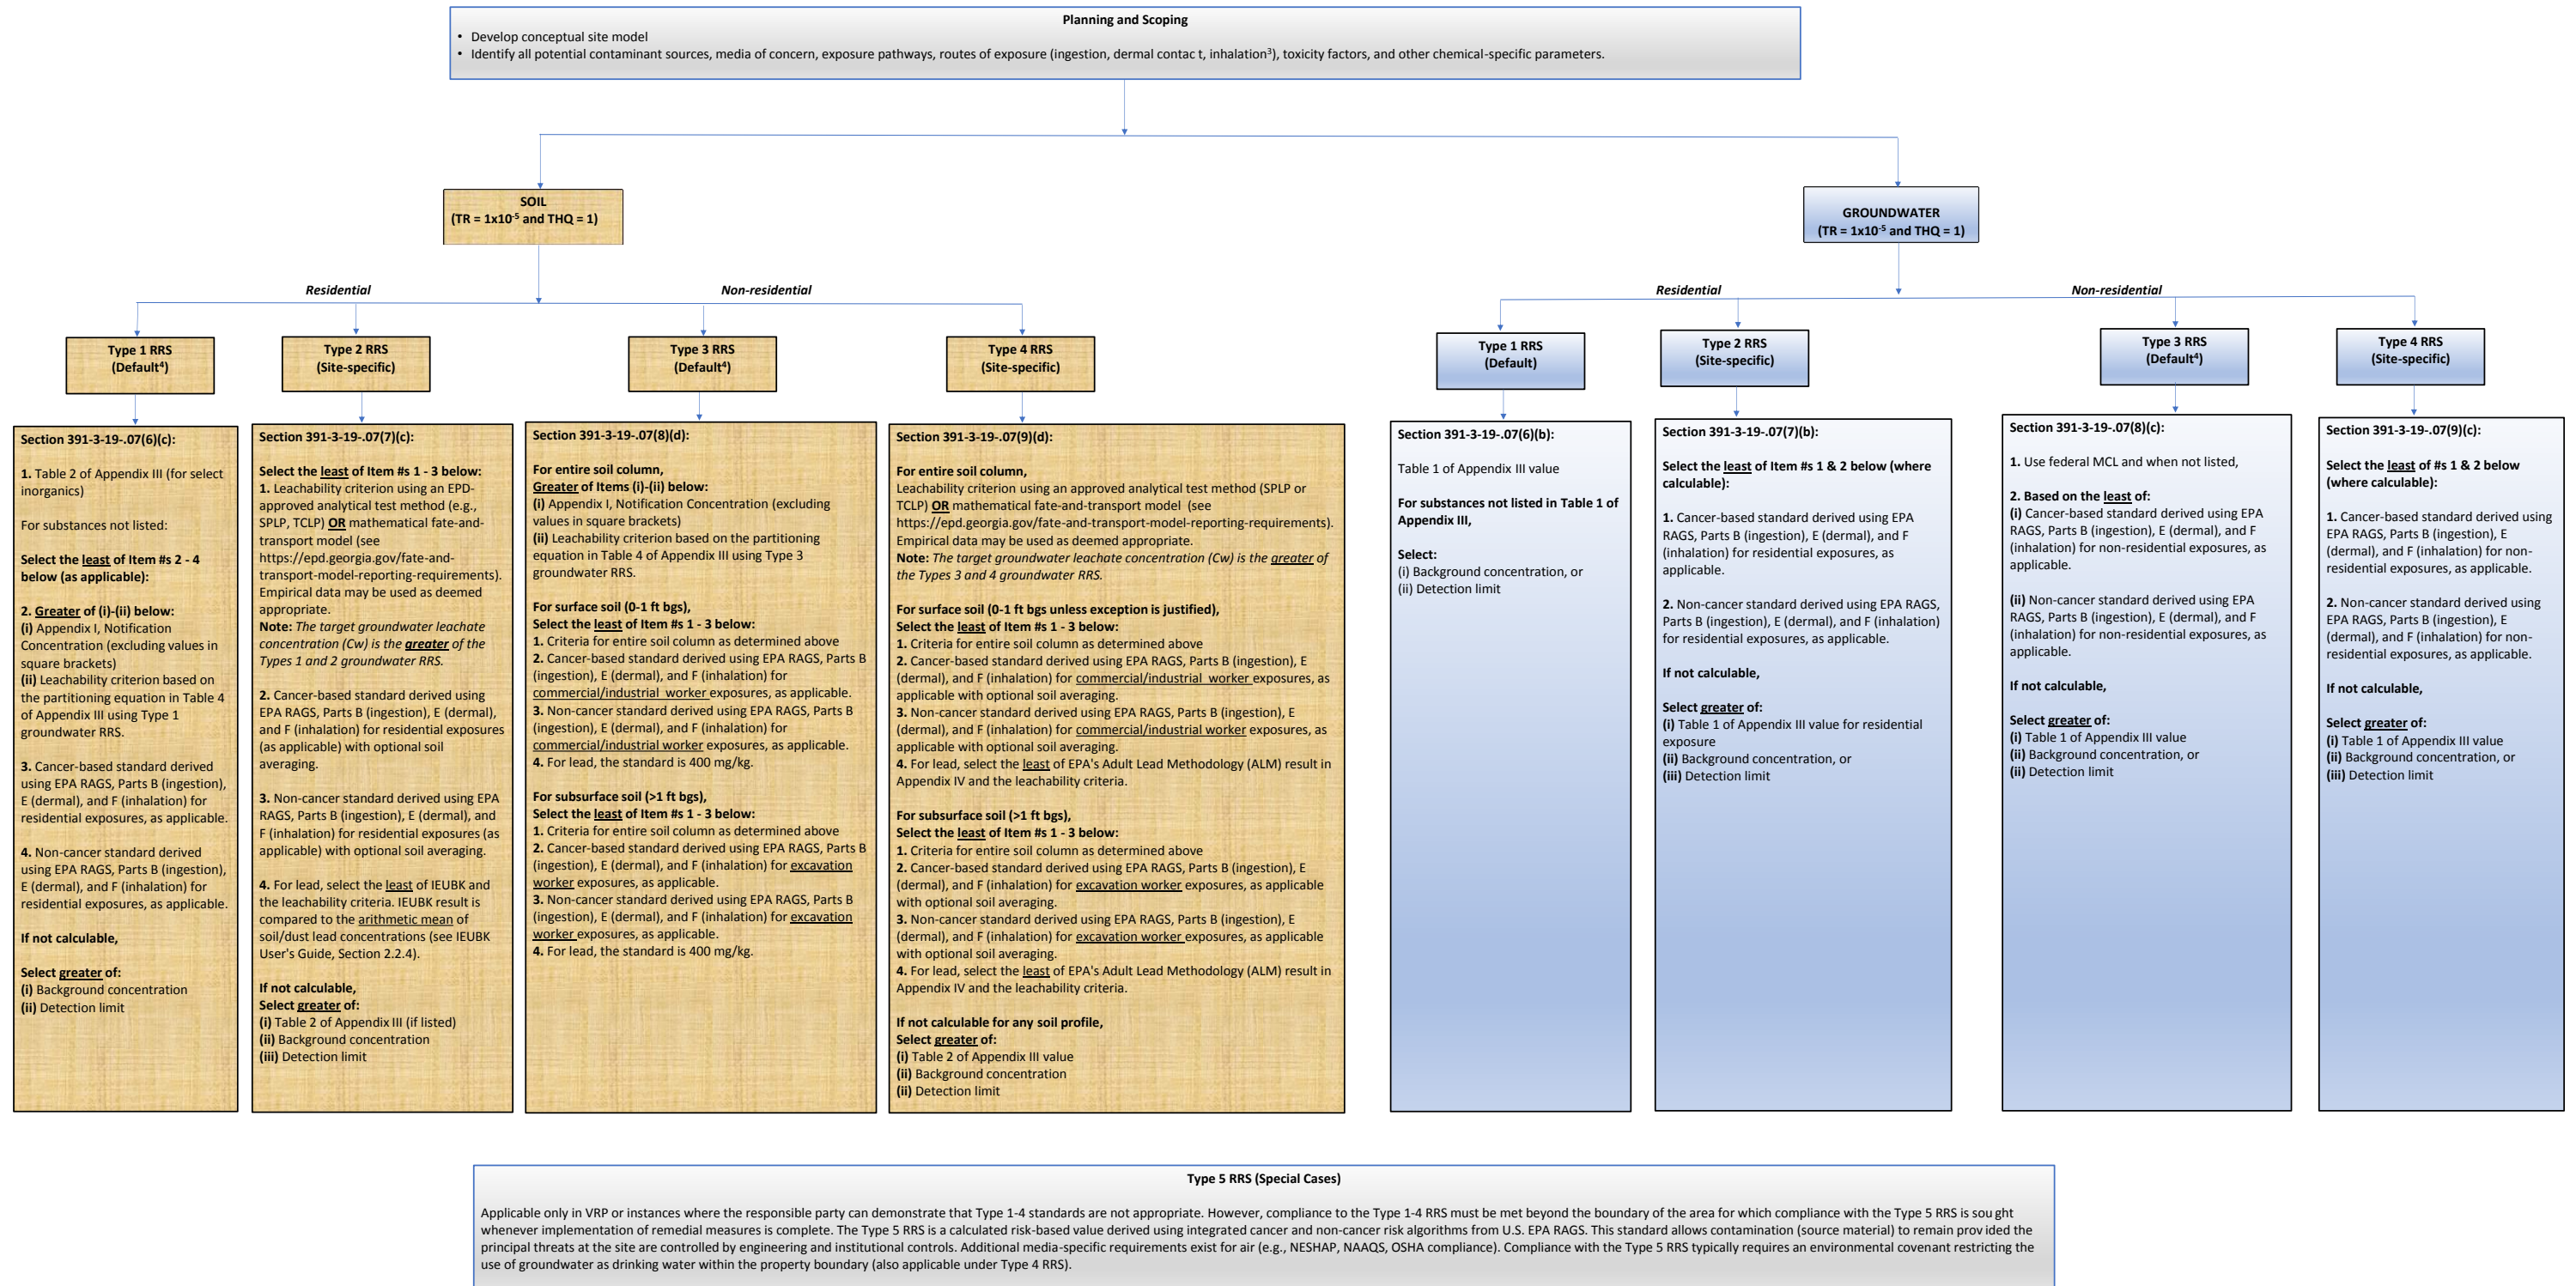 Planning and Scoping
• Develop conceptual site model
• Identify all potential contaminant sources, media of concern, exposure pathways, routes of exposure (ingestion, dermal contac t, inhalation³), toxicity factors, and other chemical-specific parameters.
SOIL
(TR = 1x10⁻⁵ and THQ = 1)
GROUNDWATER
(TR = 1x10⁻⁵ and THQ = 1)
Residential
Non-residential
Residential
Non-residential
Type 1 RRS
(Default⁴)
Type 2 RRS
(Site-specific)
Type 3 RRS
(Default⁴)
Type 4 RRS
(Site-specific)
Type 1 RRS
(Default)
Type 2 RRS
(Site-specific)
Type 3 RRS
(Default⁴)
Type 4 RRS
(Site-specific)
Section 391-3-19-.07(6)(c):
1. Table 2 of Appendix III (for select
inorganics)
For substances not listed:
Select the least of Item #s 2 - 4
below (as applicable):
2. Greater of (i)-(ii) below:
(i) Appendix I, Notification
Concentration (excluding values in
square brackets)
(ii) Leachability criterion based on
the partitioning equation in Table 4
of Appendix III using Type 1
groundwater RRS.
3. Cancer-based standard derived
using EPA RAGS, Parts B (ingestion),
E (dermal), and F (inhalation) for
residential exposures, as applicable.
4. Non-cancer standard derived
using EPA RAGS, Parts B (ingestion),
E (dermal), and F (inhalation) for
residential exposures, as applicable.
If not calculable,
Select greater of:
(i) Background concentration
(ii) Detection limit
Section 391-3-19-.07(7)(c):
Select the least of Item #s 1 - 3 below:
1. Leachability criterion using an EPD-
approved analytical test method (e.g.,
SPLP, TCLP) OR mathematical fate-and-
transport model (see
https://epd.georgia.gov/fate-and-
transport-model-reporting-requirements).
Empirical data may be used as deemed
appropriate.
Note: The target groundwater leachate
concentration (Cw) is the greater of the
Types 1 and 2 groundwater RRS.
2. Cancer-based standard derived using
EPA RAGS, Parts B (ingestion), E (dermal),
and F (inhalation) for residential exposures
(as applicable) with optional soil
averaging.
3. Non-cancer standard derived using EPA
RAGS, Parts B (ingestion), E (dermal), and
F (inhalation) for residential exposures (as
applicable) with optional soil averaging.
4. For lead, select the least of IEUBK and
the leachability criteria. IEUBK result is
compared to the arithmetic mean of
soil/dust lead concentrations (see IEUBK
User's Guide, Section 2.2.4).
If not calculable,
Select greater of:
(i) Table 2 of Appendix III (if listed)
(ii) Background concentration
(iii) Detection limit
Section 391-3-19-.07(8)(d):
For entire soil column,
Greater of Items (i)-(ii) below:
(i) Appendix I, Notification Concentration (excluding
values in square brackets)
(ii) Leachability criterion based on the partitioning
equation in Table 4 of Appendix III using Type 3
groundwater RRS.
For surface soil (0-1 ft bgs),
Select the least of Item #s 1 - 3 below:
1. Criteria for entire soil column as determined above
2. Cancer-based standard derived using EPA RAGS, Parts B
(ingestion), E (dermal), and F (inhalation) for
commercial/industrial worker exposures, as applicable.
3. Non-cancer standard derived using EPA RAGS, Parts B
(ingestion), E (dermal), and F (inhalation) for
commercial/industrial worker exposures, as applicable.
4. For lead, the standard is 400 mg/kg.
For subsurface soil (>1 ft bgs),
Select the least of Item #s 1 - 3 below:
1. Criteria for entire soil column as determined above
2. Cancer-based standard derived using EPA RAGS, Parts B
(ingestion), E (dermal), and F (inhalation) for excavation
worker exposures, as applicable.
3. Non-cancer standard derived using EPA RAGS, Parts B
(ingestion), E (dermal), and F (inhalation) for excavation
worker exposures, as applicable.
4. For lead, the standard is 400 mg/kg.
Section 391-3-19-.07(9)(d):
For entire soil column,
Leachability criterion using an approved analytical test method (SPLP or
TCLP) OR mathematical fate-and-transport model (see
https://epd.georgia.gov/fate-and-transport-model-reporting-requirements).
Empirical data may be used as deemed appropriate.
Note: The target groundwater leachate concentration (Cw) is the greater of
the Types 3 and 4 groundwater RRS.
For surface soil (0-1 ft bgs unless exception is justified),
Select the least of Item #s 1 - 3 below:
1. Criteria for entire soil column as determined above
2. Cancer-based standard derived using EPA RAGS, Parts B (ingestion), E
(dermal), and F (inhalation) for commercial/industrial worker exposures, as
applicable with optional soil averaging.
3. Non-cancer standard derived using EPA RAGS, Parts B (ingestion), E
(dermal), and F (inhalation) for commercial/industrial worker exposures, as
applicable with optional soil averaging.
4. For lead, select the least of EPA's Adult Lead Methodology (ALM) result in
Appendix IV and the leachability criteria.
For subsurface soil (>1 ft bgs),
Select the least of Item #s 1 - 3 below:
1. Criteria for entire soil column as determined above
2. Cancer-based standard derived using EPA RAGS, Parts B (ingestion), E
(dermal), and F (inhalation) for excavation worker exposures, as applicable
with optional soil averaging.
3. Non-cancer standard derived using EPA RAGS, Parts B (ingestion), E
(dermal), and F (inhalation) for excavation worker exposures, as applicable
with optional soil averaging.
4. For lead, select the least of EPA's Adult Lead Methodology (ALM) result in
Appendix IV and the leachability criteria.
If not calculable for any soil profile,
Select greater of:
(i) Table 2 of Appendix III value
(ii) Background concentration
(ii) Detection limit
Section 391-3-19-.07(6)(b):
Table 1 of Appendix III value
For substances not listed in Table 1 of
Appendix III,
Select:
(i) Background concentration, or
(ii) Detection limit
Section 391-3-19-.07(7)(b):
Select the least of Item #s 1 & 2 below (where
calculable):
1. Cancer-based standard derived using EPA
RAGS, Parts B (ingestion), E (dermal), and F
(inhalation) for residential exposures, as
applicable.
2. Non-cancer standard derived using EPA RAGS,
Parts B (ingestion), E (dermal), and F (inhalation)
for residential exposures, as applicable.
If not calculable,
Select greater of:
(i) Table 1 of Appendix III value for residential
exposure
(ii) Background concentration, or
(iii) Detection limit
Section 391-3-19-.07(8)(c):
1. Use federal MCL and when not listed,
2. Based on the least of:
(i) Cancer-based standard derived using EPA
RAGS, Parts B (ingestion), E (dermal), and F
(inhalation) for non-residential exposures, as
applicable.
(ii) Non-cancer standard derived using EPA
RAGS, Parts B (ingestion), E (dermal), and F
(inhalation) for non-residential exposures, as
applicable.
If not calculable,
Select greater of:
(i) Table 1 of Appendix III value
(ii) Background concentration, or
(ii) Detection limit
Section 391-3-19-.07(9)(c):
Select the least of #s 1 & 2 below
(where calculable):
1. Cancer-based standard derived using
EPA RAGS, Parts B (ingestion), E
(dermal), and F (inhalation) for non-
residential exposures, as applicable.
2. Non-cancer standard derived using
EPA RAGS, Parts B (ingestion), E
(dermal), and F (inhalation) for non-
residential exposures, as applicable.
If not calculable,
Select greater of:
(i) Table 1 of Appendix III value
(ii) Background concentration, or
(iii) Detection limit
Type 5 RRS (Special Cases)
Applicable only in VRP or instances where the responsible party can demonstrate that Type 1-4 standards are not appropriate. However, compliance to the Type 1-4 RRS must be met beyond the boundary of the area for which compliance with the Type 5 RRS is sou ght
whenever implementation of remedial measures is complete. The Type 5 RRS is a calculated risk-based value derived using integrated cancer and non-cancer risk algorithms from U.S. EPA RAGS. This standard allows contamination (source material) to remain prov ided the
principal threats at the site are controlled by engineering and institutional controls. Additional media-specific requirements exist for air (e.g., NESHAP, NAAQS, OSHA compliance). Compliance with the Type 5 RRS typically requires an environmental covenant restricting the
use of groundwater as drinking water within the property boundary (also applicable under Type 4 RRS).